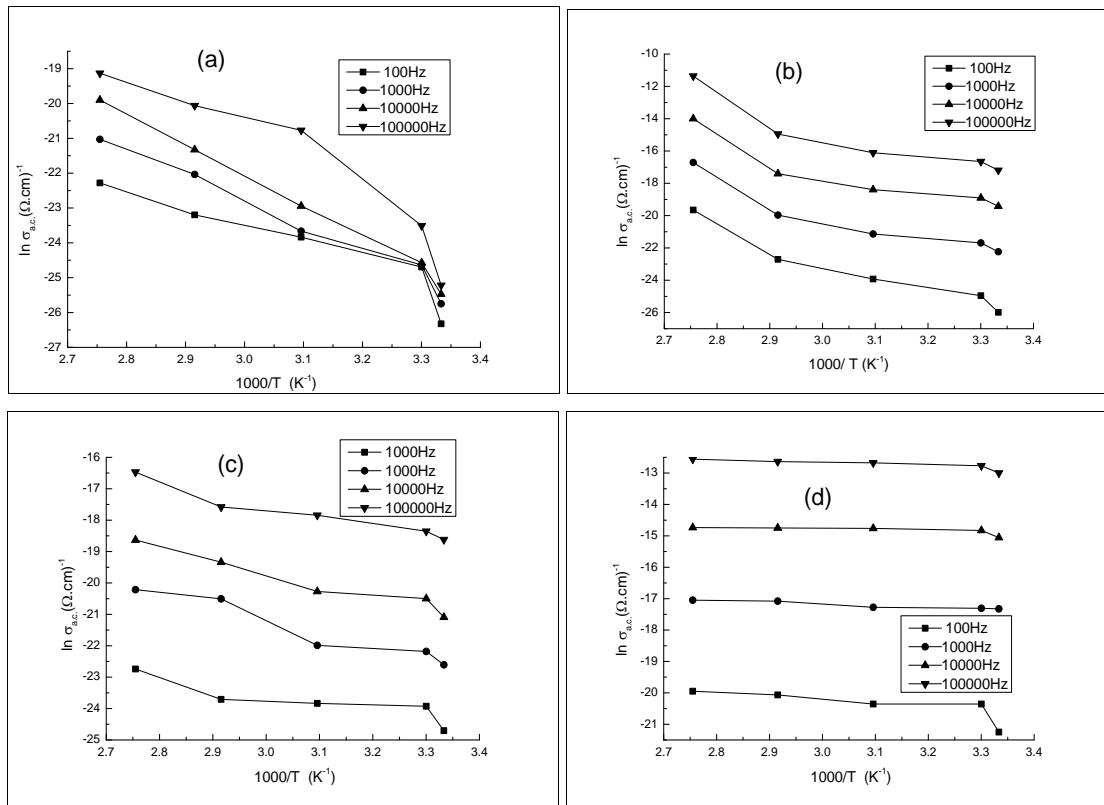 (a)
100Hz
1000Hz
10000Hz
100000Hz
-19
-20
-21
-22
-23
-24
-25
-26
-27
2.7 2.8 2.9 3.0 3.1 3.2 3.3 3.4
ln σa.c.(Ω.cm)-1
1000/T (K-1)
(b)
100Hz
1000Hz
10000Hz
100000Hz
-10
-12
-14
-16
-18
-20
-22
-24
-26
2.7 2.8 2.9 3.0 3.1 3.2 3.3 3.4
ln σa.c.(Ω.cm)-1
1000/ T (K-1)
(c)
1000Hz
1000Hz
10000Hz
100000Hz
-16
-17
-18
-19
-20
-21
-22
-23
-24
-25
2.7 2.8 2.9 3.0 3.1 3.2 3.3 3.4
ln σa.c.(Ω.cm)-1
1000/T (K-1)
(d)
100Hz
1000Hz
10000Hz
100000Hz
-13
-14
-15
-16
-17
-18
-19
-20
-21
2.7 2.8 2.9 3.0 3.1 3.2 3.3 3.4
ln σa.c.(Ω.cm)-1
1000/T (K-1)